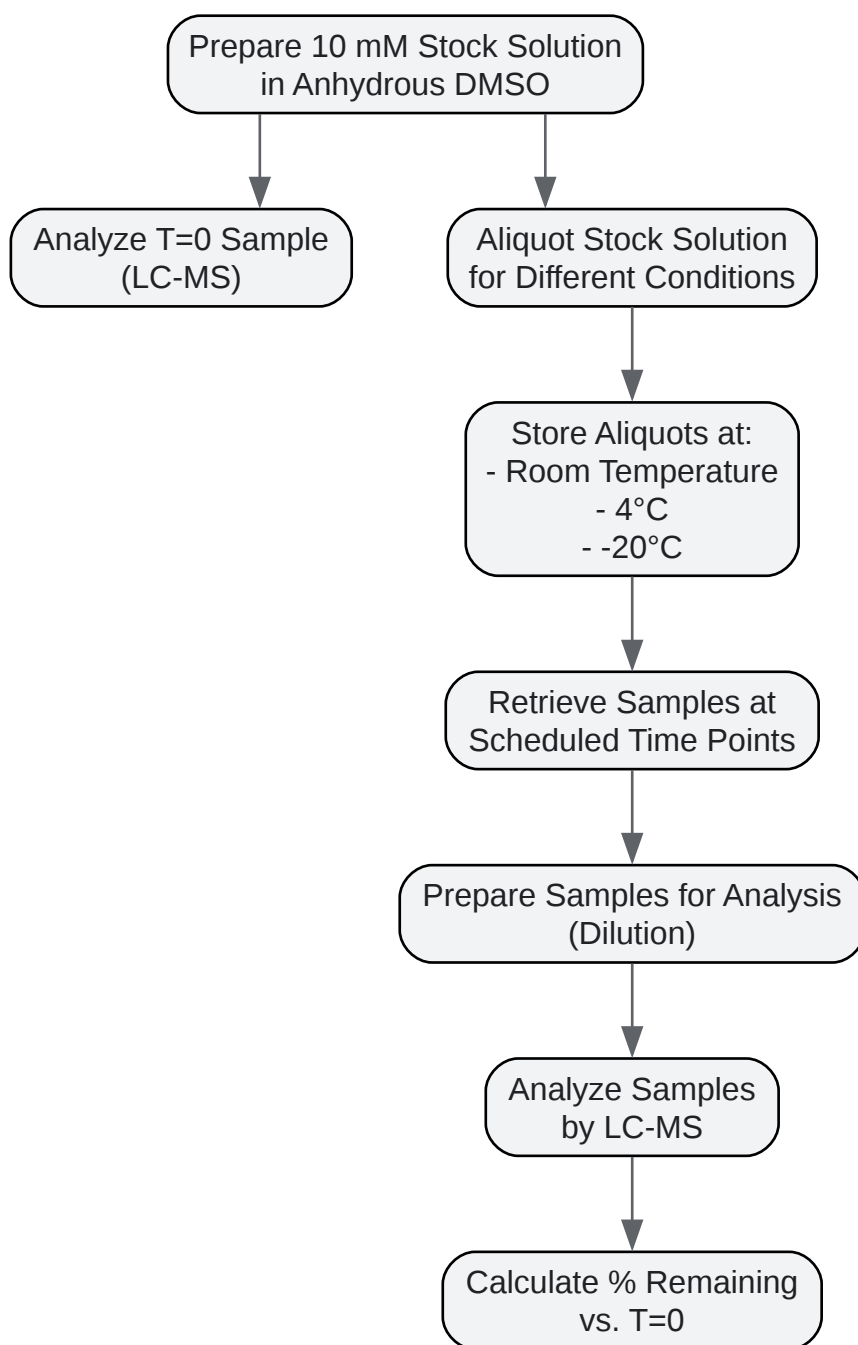 Prepare 10 mM Stock Solution
in Anhydrous DMSO
Analyze T=0 Sample
(LC-MS)
Aliquot Stock Solution
for Different Conditions
Store Aliquots at:
- Room Temperature
- 4°C
- -20°C
Retrieve Samples at
Scheduled Time Points
Prepare Samples for Analysis
(Dilution)
Analyze Samples
by LC-MS
Calculate % Remaining
vs. T=0